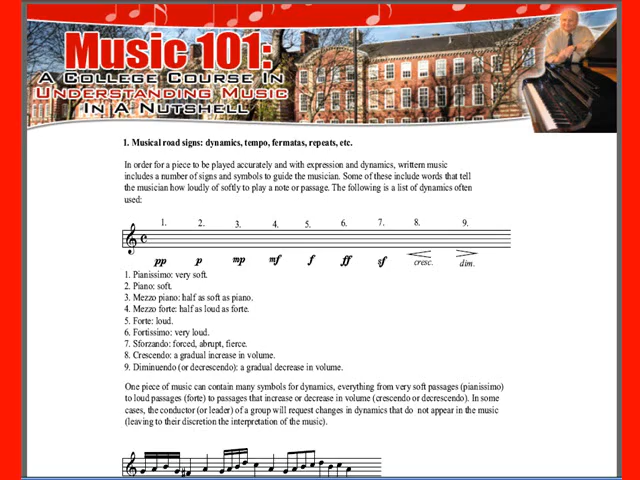 Music 101:
A College Course In
Understanding Music
In A Nutshell
I. Musical road signs: dynamics, tempo, fermatas, repeats, etc.
In order for a piece to be played accurately and with expression and dynamics, writtern music
includes a number of signs and symbols to guide the musician. Some of these include words that tell
the musician how loudly of softly to play a note or passage. The following is a list of dynamics often
used:
1. 2. 3. 4. 5. 6. 7. 8. 9.
pp p mp mf f ff sf cresc. dim.
1. Pianissimo: very soft.
2. Piano: soft.
3. Mezzo piano: half as soft as piano.
4. Mezzo forte: half as loud as forte.
5. Forte: loud.
6. Fortissimo: very loud.
7. Sforzando: forced, abrupt, fierce.
8. Crescendo: a gradual increase in volume.
9. Diminuendo (or decrescendo): a gradual decrease in volume.
One piece of music can contain many symbols for dynamics, everything from very soft passages (pianissimo)
to loud passages (forte) to passages that increase or decrease in volume (crescendo or decrescendo). In some
cases, the conductor (or leader) of a group will request changes in dynamics that do not appear in the music
(leaving to their discretion the interpretation of the music).